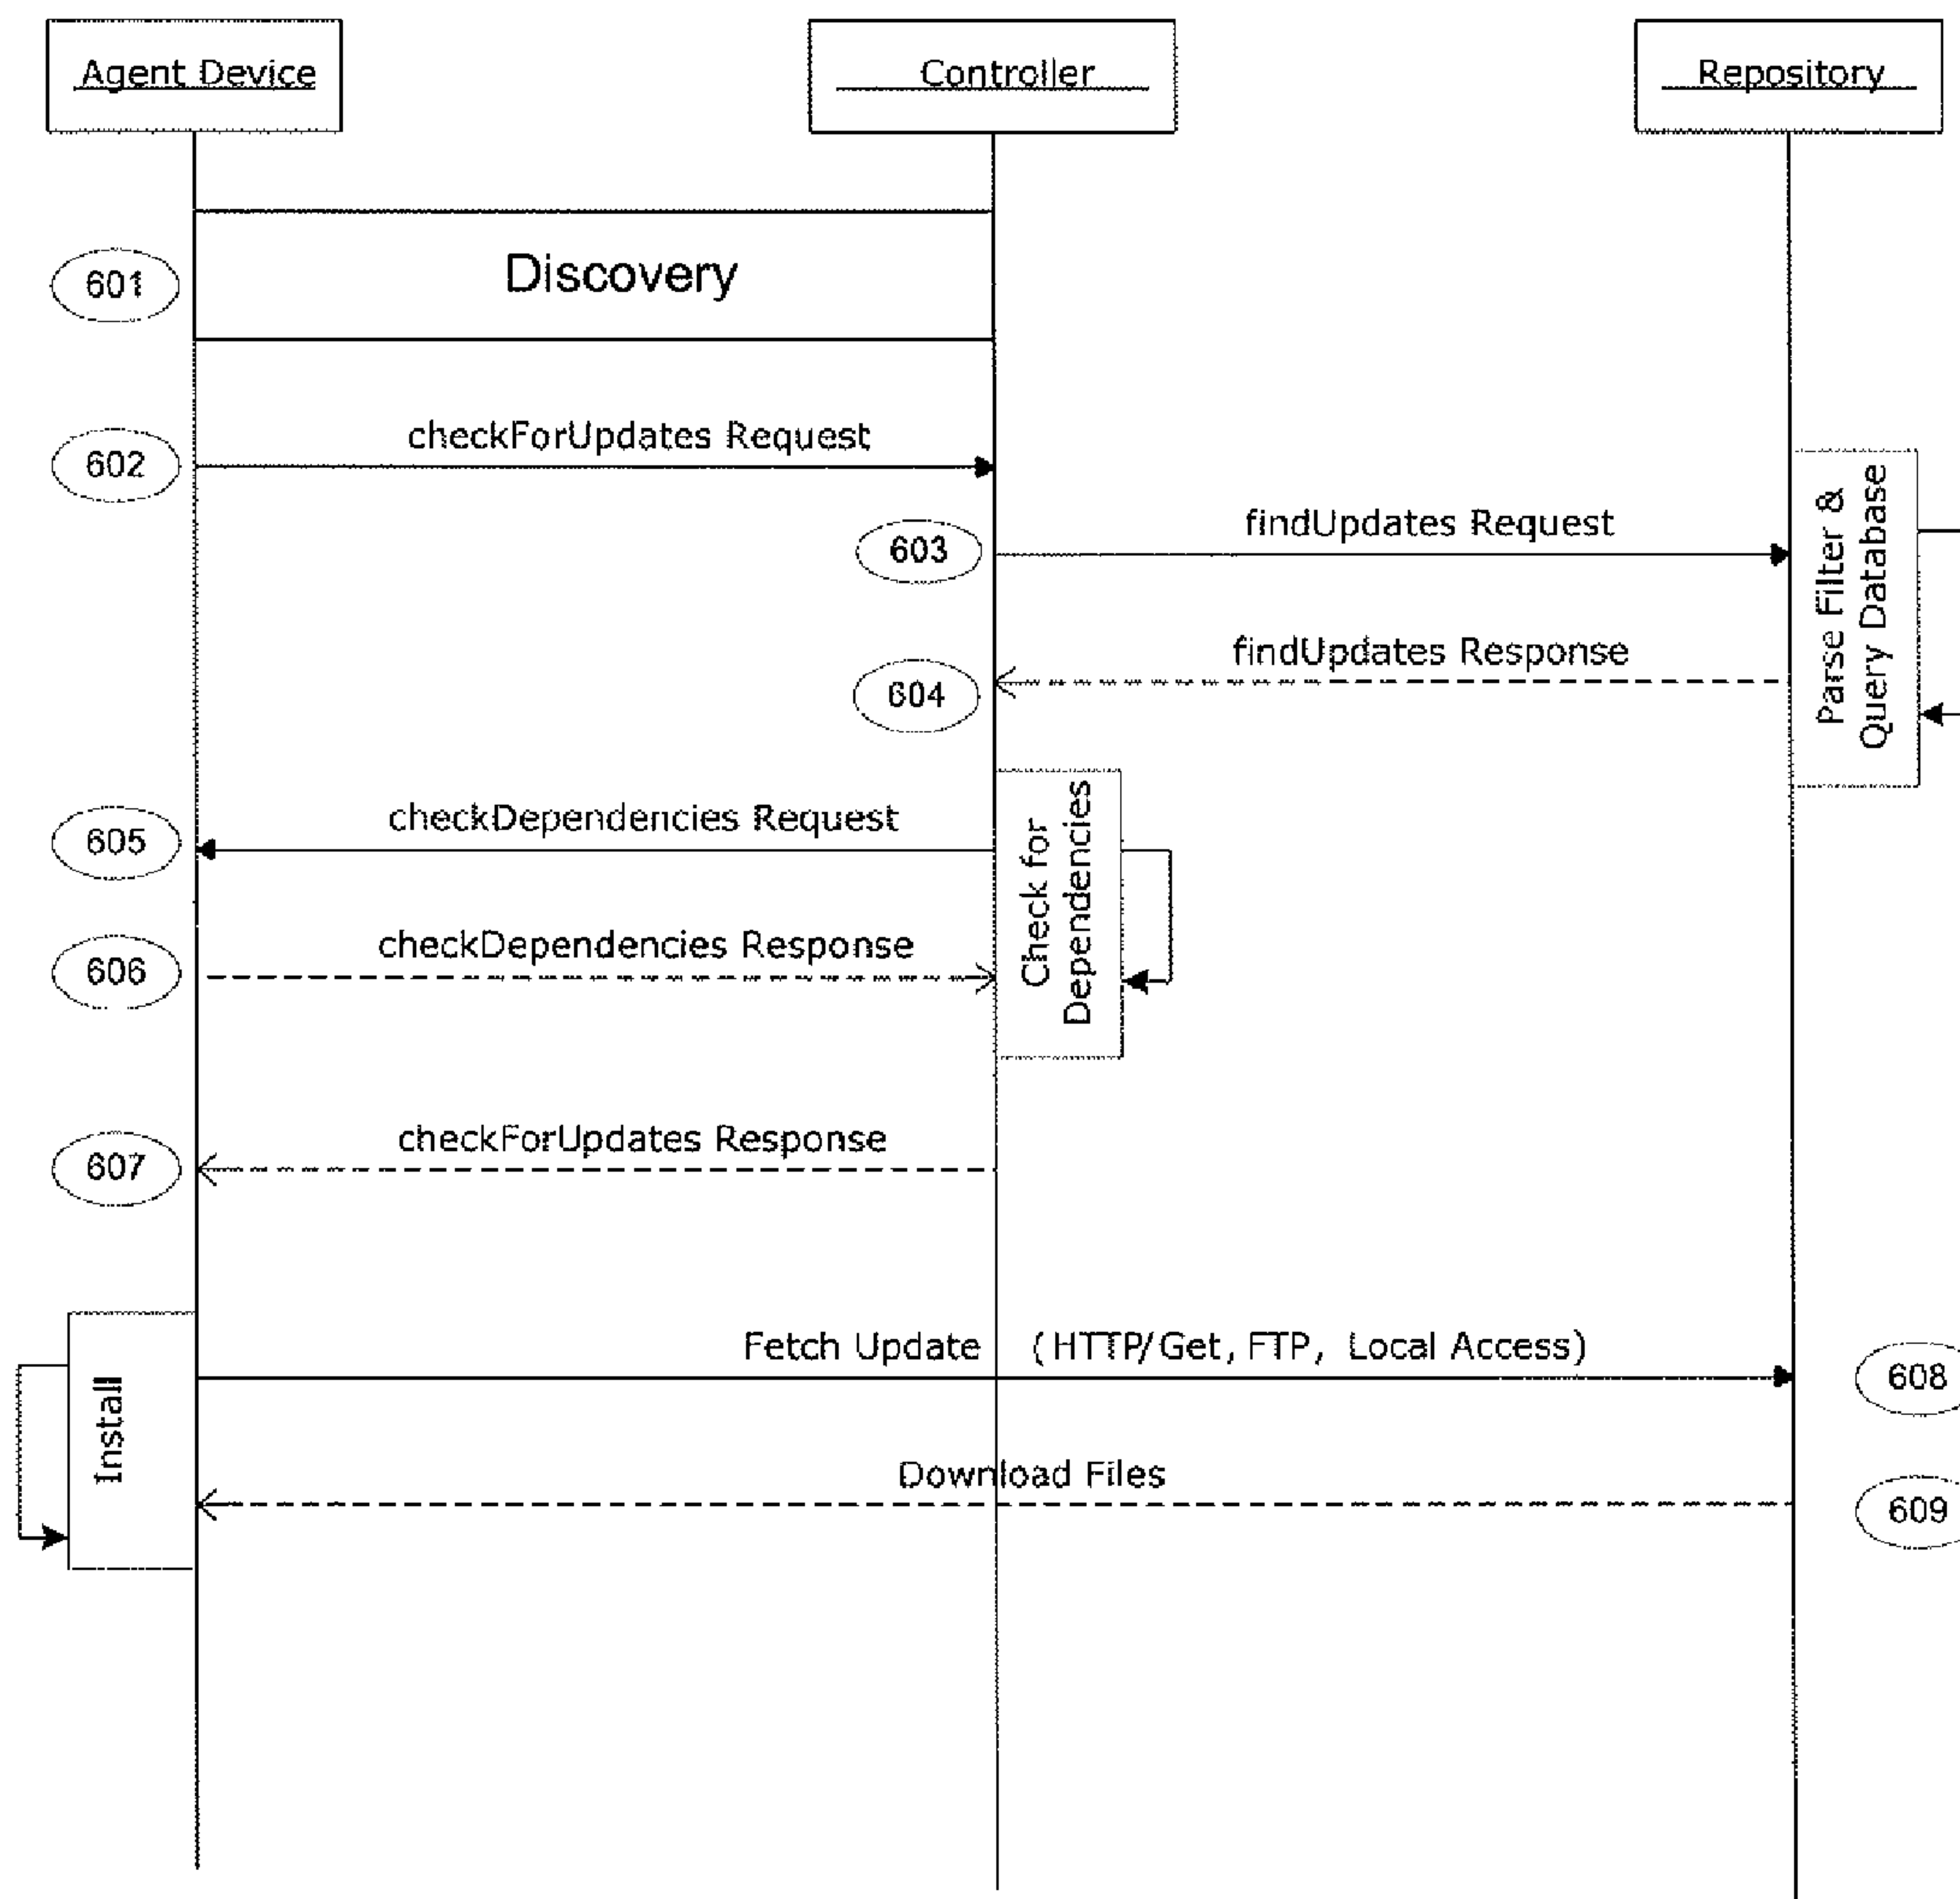 Agent Device
Controller
Repository
601
Discovery
602
checkForUpdates Request
603
findUpdates Request
Parse Filter &
Query Database
604
findUpdates Response
605
checkDependencies Request
Check for
Dependencies
606
checkDependencies Response
607
checkForUpdates Response
Install
Fetch Update (HTTP/Get, FTP, Local Access)
608
Download Files
609